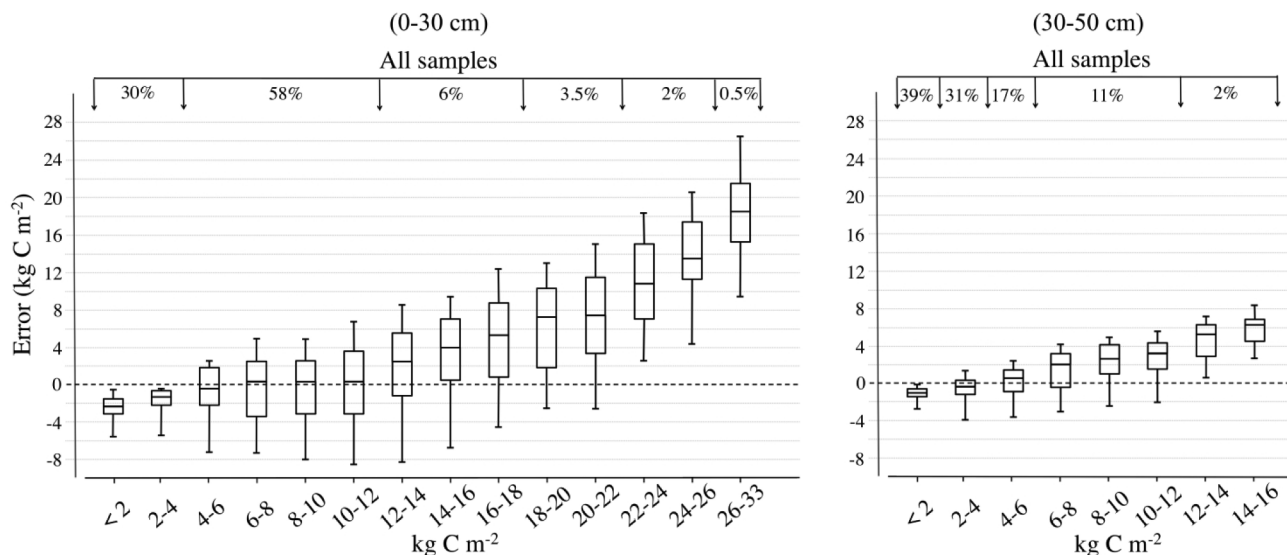 (0-30 cm)
All samples
30% 58% 6% 3.5% 2% 0.5%
28
24
20
16
12
8
4
0
-4
-8
Error (kg C m-2)
< 2 2-4 4-6 6-8 8-10 10-12 12-14 14-16 16-18 18-20 20-22 22-24 24-26 26-33
kg C m-2
(30-50 cm)
All samples
39% 31% 17% 11% 2%
28
24
20
16
12
8
4
0
-4
-8
< 2 2-4 4-6 6-8 8-10 10-12 12-14 14-16
kg C m-2